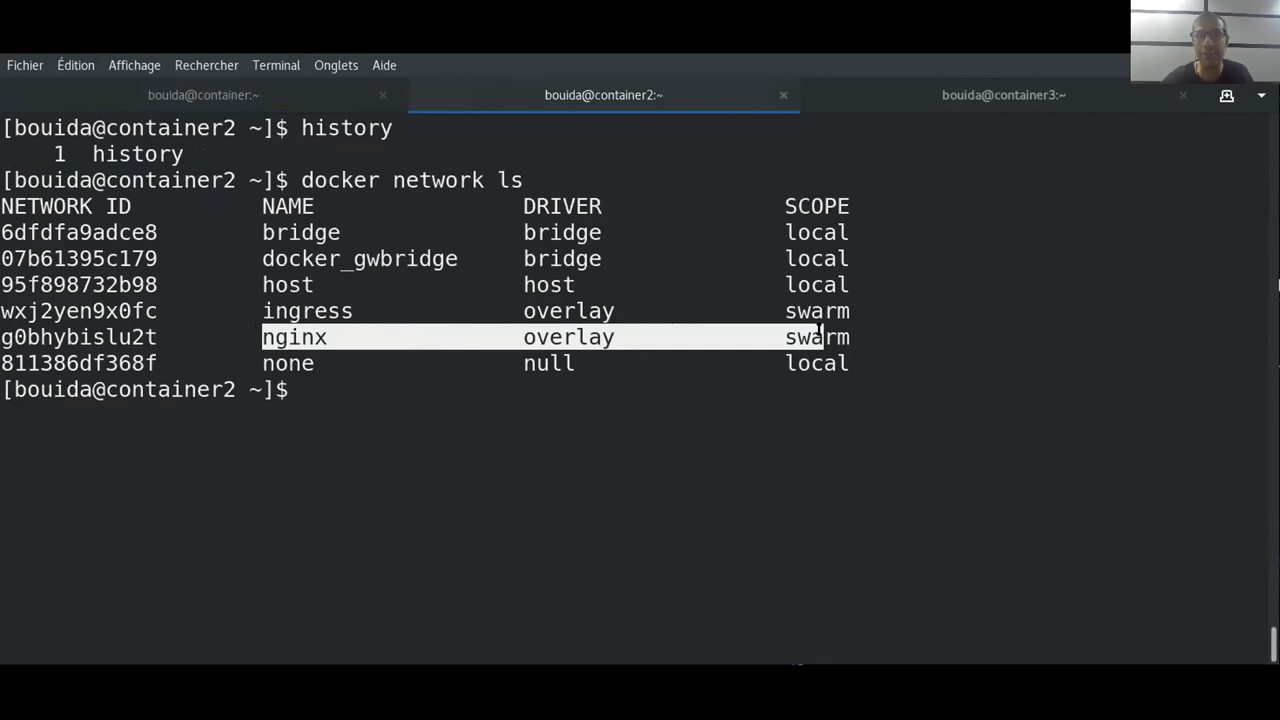 Fichier Édition Affichage Rechercher Terminal Onglets Aide
bouida@container:~ bouida@container2:~ bouida@container3:~
[bouida@container2 ~]$ history
1 history
[bouida@container2 ~]$ docker network ls
NETWORK ID NAME DRIVER SCOPE
6dfdfa9adce8 bridge bridge local
07b61395c179 docker_gwbridge bridge local
95f898732b98 host host local
wxj2yen9x0fc ingress overlay swarm
g0bhybislu2t nginx overlay swarm
811386df368f none null local
[bouida@container2 ~]$